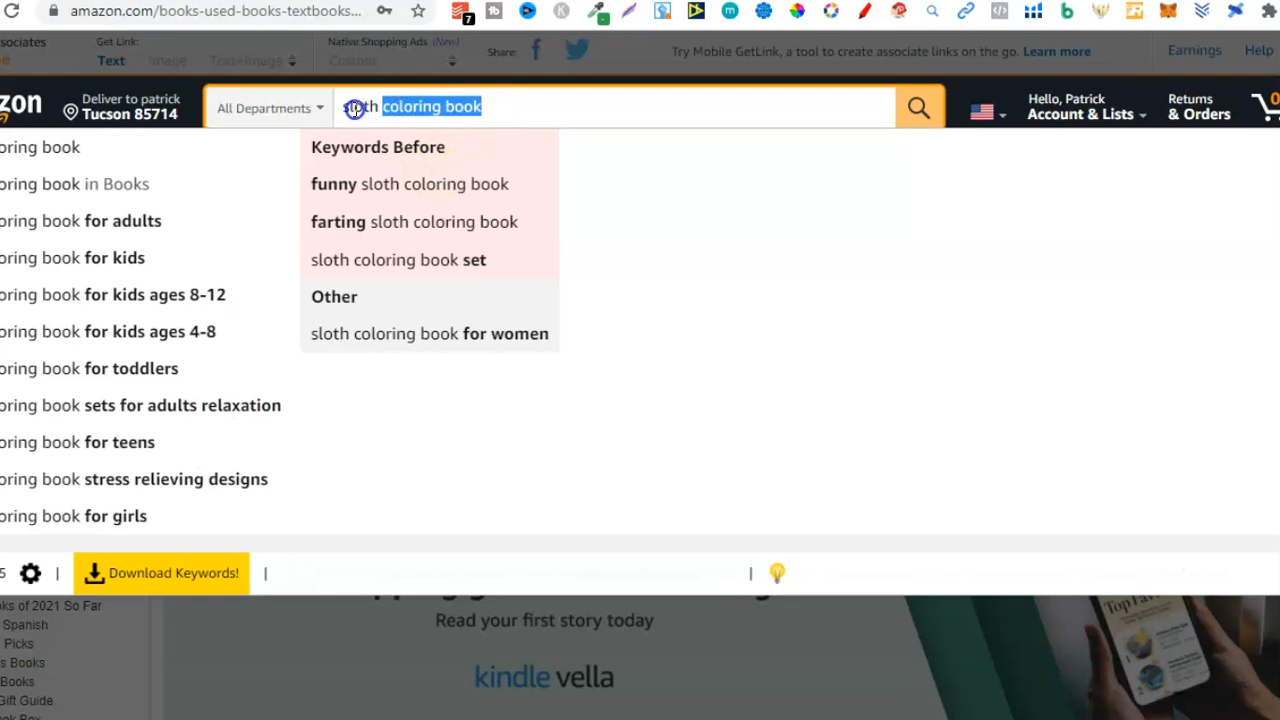 amazon.com/books-used-books-textbooks...
7
sociates
Get Link:
Native Shopping Ads (New)
Text
Image
Text+Image
Custom
Share:
Try Mobile GetLink, a tool to create associate links on the go. Learn more
Earnings
Help
zon
Deliver to patrick
Tucson 85714
All Departments
sloth coloring book
Hello, Patrick
Account & Lists
Returns
& Orders
0
oring book
oring book in Books
oring book for adults
oring book for kids
oring book for kids ages 8-12
oring book for kids ages 4-8
oring book for toddlers
oring book sets for adults relaxation
oring book for teens
oring book stress relieving designs
oring book for girls
Keywords Before
funny sloth coloring book
farting sloth coloring book
sloth coloring book set
Other
sloth coloring book for women
5 | Download Keywords! | |
ks of 2021 So Far
Spanish
Picks
s Books
Books
Gift Guide
Read your first story today
kindle vella